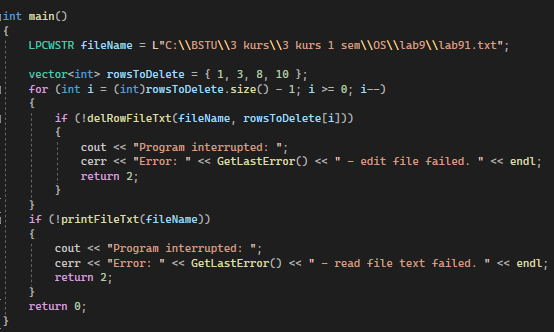 int main()
{
LPCWSTR fileName = L"C:\\BSTU\\3 kurs\\3 kurs 1 sem\\OS\\lab9\\lab91.txt";
vector<int> rowsToDelete = { 1, 3, 8, 10 };
for (int i = (int)rowsToDelete.size() - 1; i >= 0; i--)
{
if (!delRowFileTxt(fileName, rowsToDelete[i]))
{
cout << "Program interrupted: ";
cerr << "Error: " << GetLastError() << " - edit file failed. " << endl;
return 2;
}
}
if (!printFileTxt(fileName))
{
cout << "Program interrupted: ";
cerr << "Error: " << GetLastError() << " - read file text failed. " << endl;
return 2;
}
return 0;
}